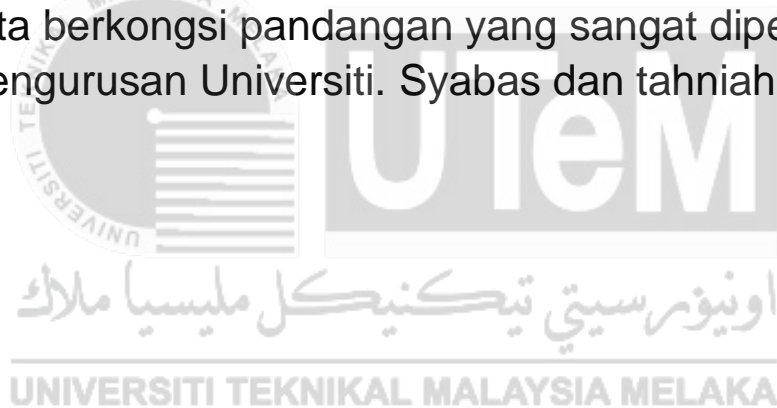 ta berkongsi pandangan yang sangat dipe
engurusan Universiti. Syabas dan tahniah
UTeM
اونيۏرسيتي تيکنيکل مليسيا ملاک
UNIVERSITI TEKNIKAL MALAYSIA MELAKA